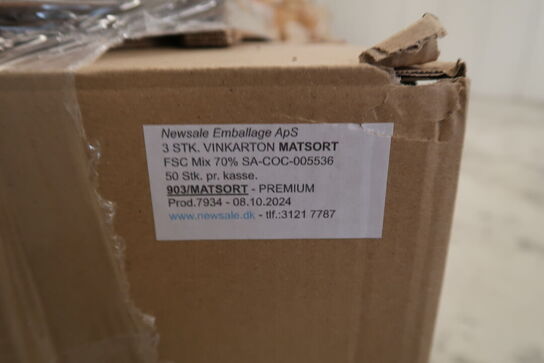 Newsale Emballage ApS
3 STK. VINKARTON MATSORT
FSC Mix 70% SA-COC-005536
50 Stk. pr. kasse.
903/MATSORT - PREMIUM
Prod.7934 - 08.10.2024
www.newsale.dk - tlf.:3121 7787